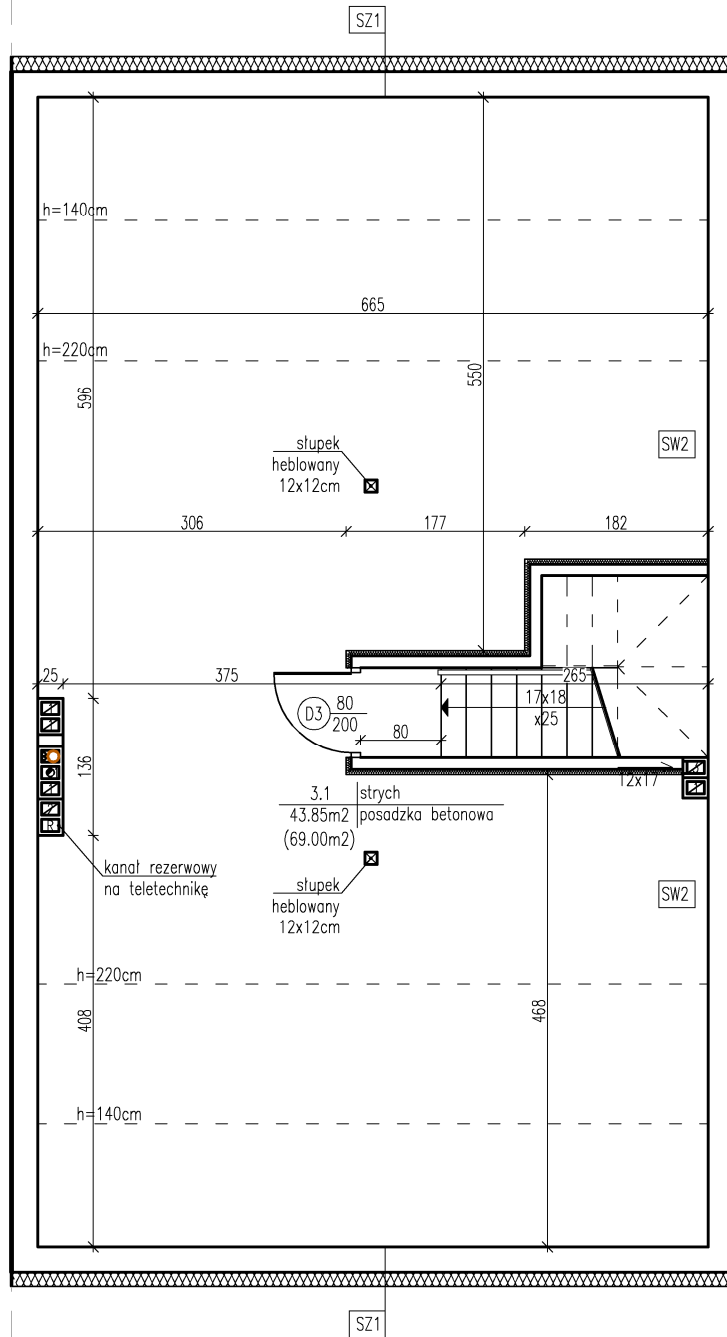 SZ1
h=140cm
665
h=220cm
596
550
SW2
słupek
heblowany
12x12cm
306
177
182
25
375
265
D3
80
200
17x18
x25
80
136
12x17
3.1
strych
43.85m2
posadzka betonowa
(69.00m2)
R
kanał rezerwowy
na teletechnikę
słupek
heblowany
12x12cm
SW2
h=220cm
408
468
h=140cm
SZ1